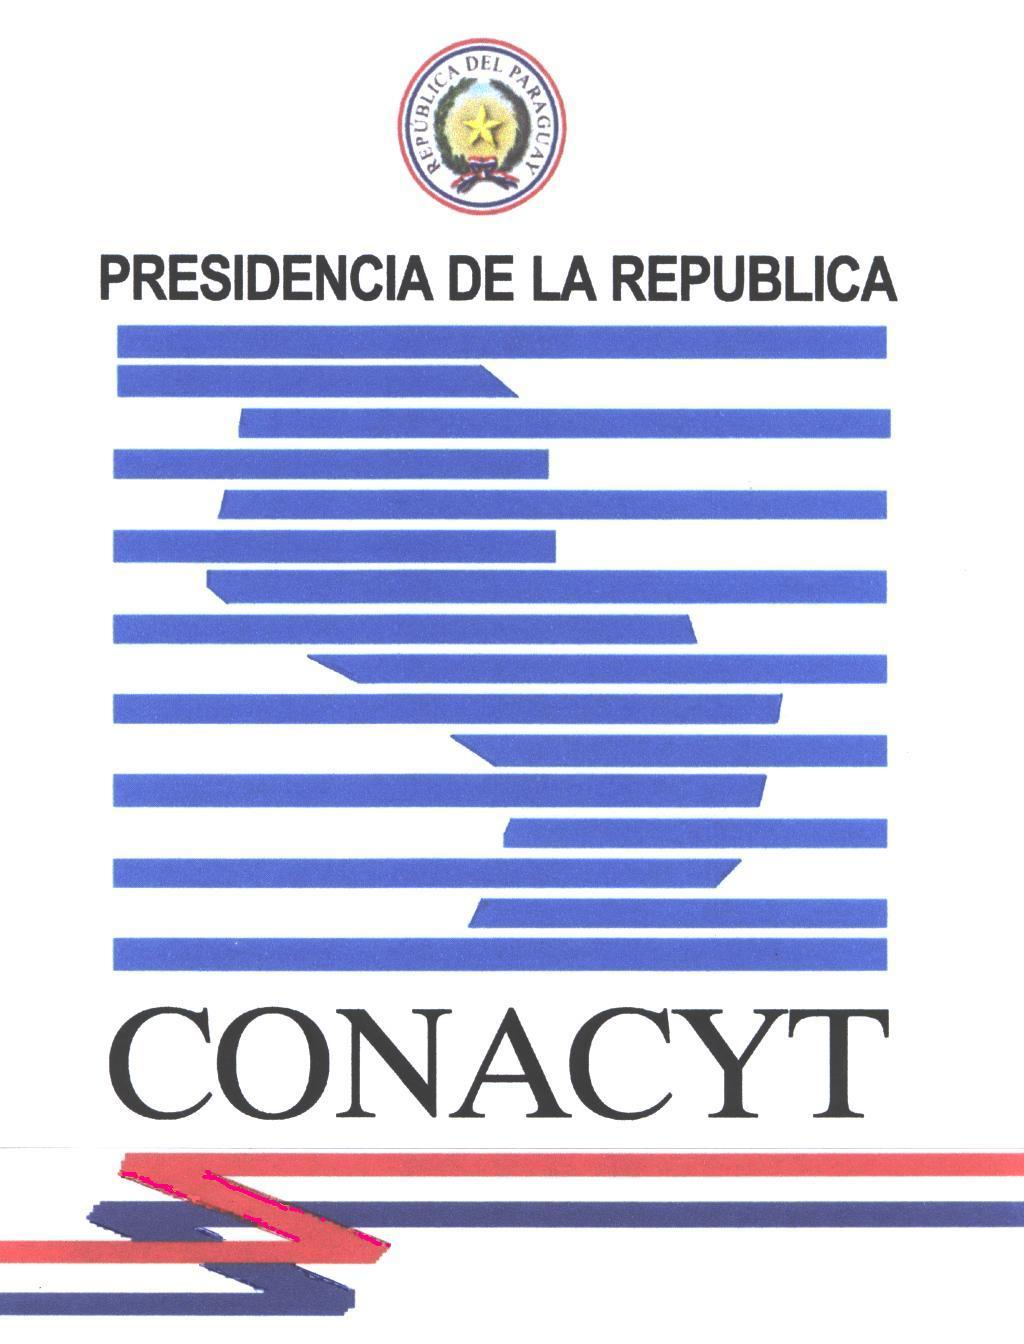 REPÚBLICA DEL PARAGUAY
PRESIDENCIA DE LA REPUBLICA
CONACYT